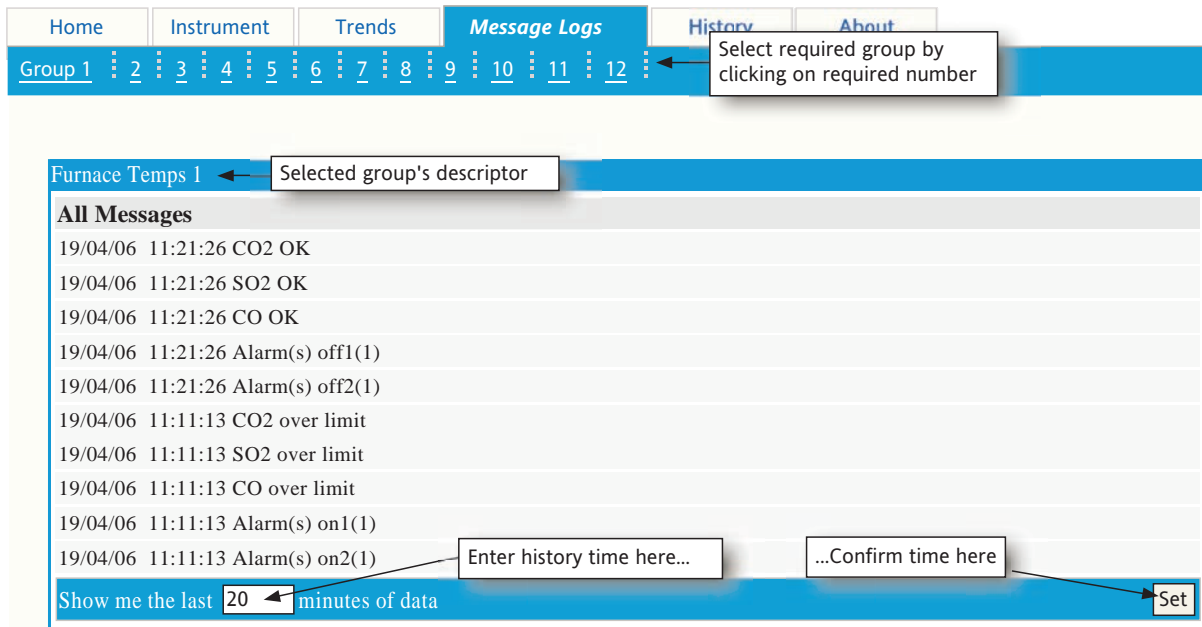 Home Instrument Trends Message Logs History About
Group 1 2 3 4 5 6 7 8 9 10 11 12
Select required group by
clicking on required number
Furnace Temps 1
Selected group's descriptor
All Messages
19/04/06 11:21:26 CO2 OK
19/04/06 11:21:26 SO2 OK
19/04/06 11:21:26 CO OK
19/04/06 11:21:26 Alarm(s) off1(1)
19/04/06 11:21:26 Alarm(s) off2(1)
19/04/06 11:11:13 CO2 over limit
19/04/06 11:11:13 SO2 over limit
19/04/06 11:11:13 CO over limit
19/04/06 11:11:13 Alarm(s) on1(1)
19/04/06 11:11:13 Alarm(s) on2(1)
Enter history time here...
...Confirm time here
Show me the last 20 minutes of data
Set